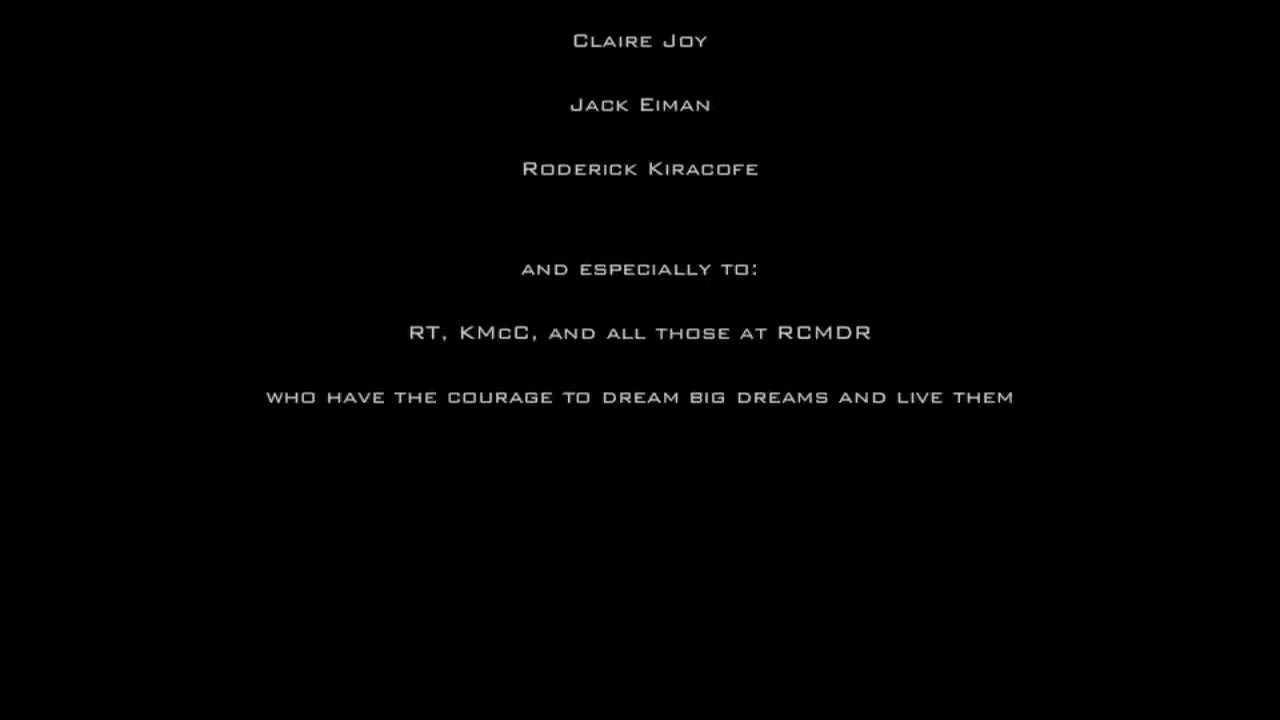 Claire Joy
Jack Eiman
Roderick Kiracofe
and especially to:
RT, KMcC, and all those at RCMDR
who have the courage to dream big dreams and live them